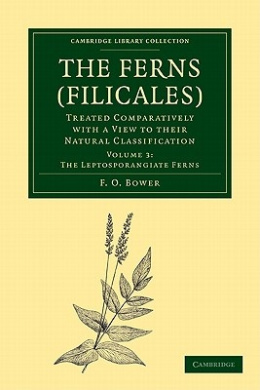 CAMBRIDGE LIBRARY COLLECTION
THE FERNS
(FILICALES)
TREATED COMPARATIVELY
WITH A VIEW TO THEIR
NATURAL CLASSIFICATION
VOLUME 3:
THE LEPTOSPORANGIATE FERNS
F. O. BOWER
CAMBRIDGE